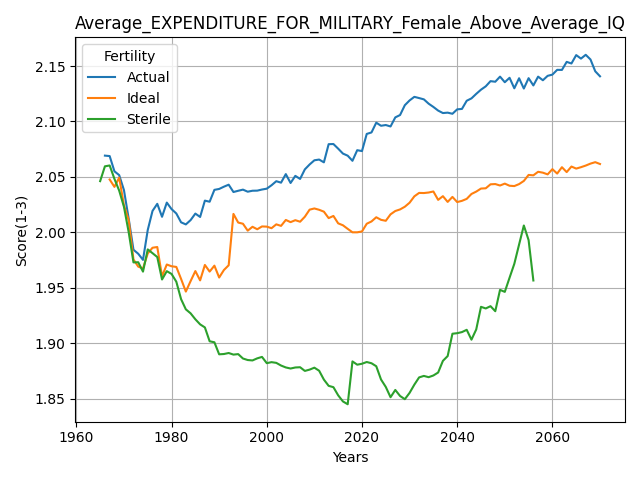 Average_EXPENDITURE_FOR_MILITARY_Female_Above_Average_IQ
Fertility
Actual
Ideal
Sterile
Score(1-3)
2.15
2.10
2.05
2.00
1.95
1.90
1.85
1960 1980 2000 2020 2040 2060
Years